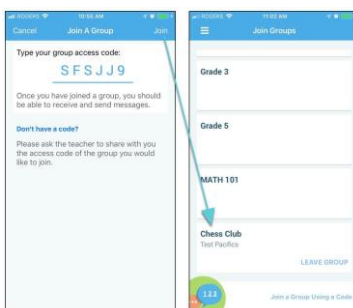 ROGERS 10:58 AM
Cancel Join A Group Join
Type your group access code:
SFSJJ9
Once you have joined a group, you should
be able to receive and send messages.
Don't have a code?
Please ask the teacher to share with you
the access code of the group you would
like to join.
ROGERS 11:02 AM
Join Groups
Grade 3
Grade 5
MATH 101
Chess Club
Test Pacifica
LEAVE GROUP
123
Join a Group Using a Code